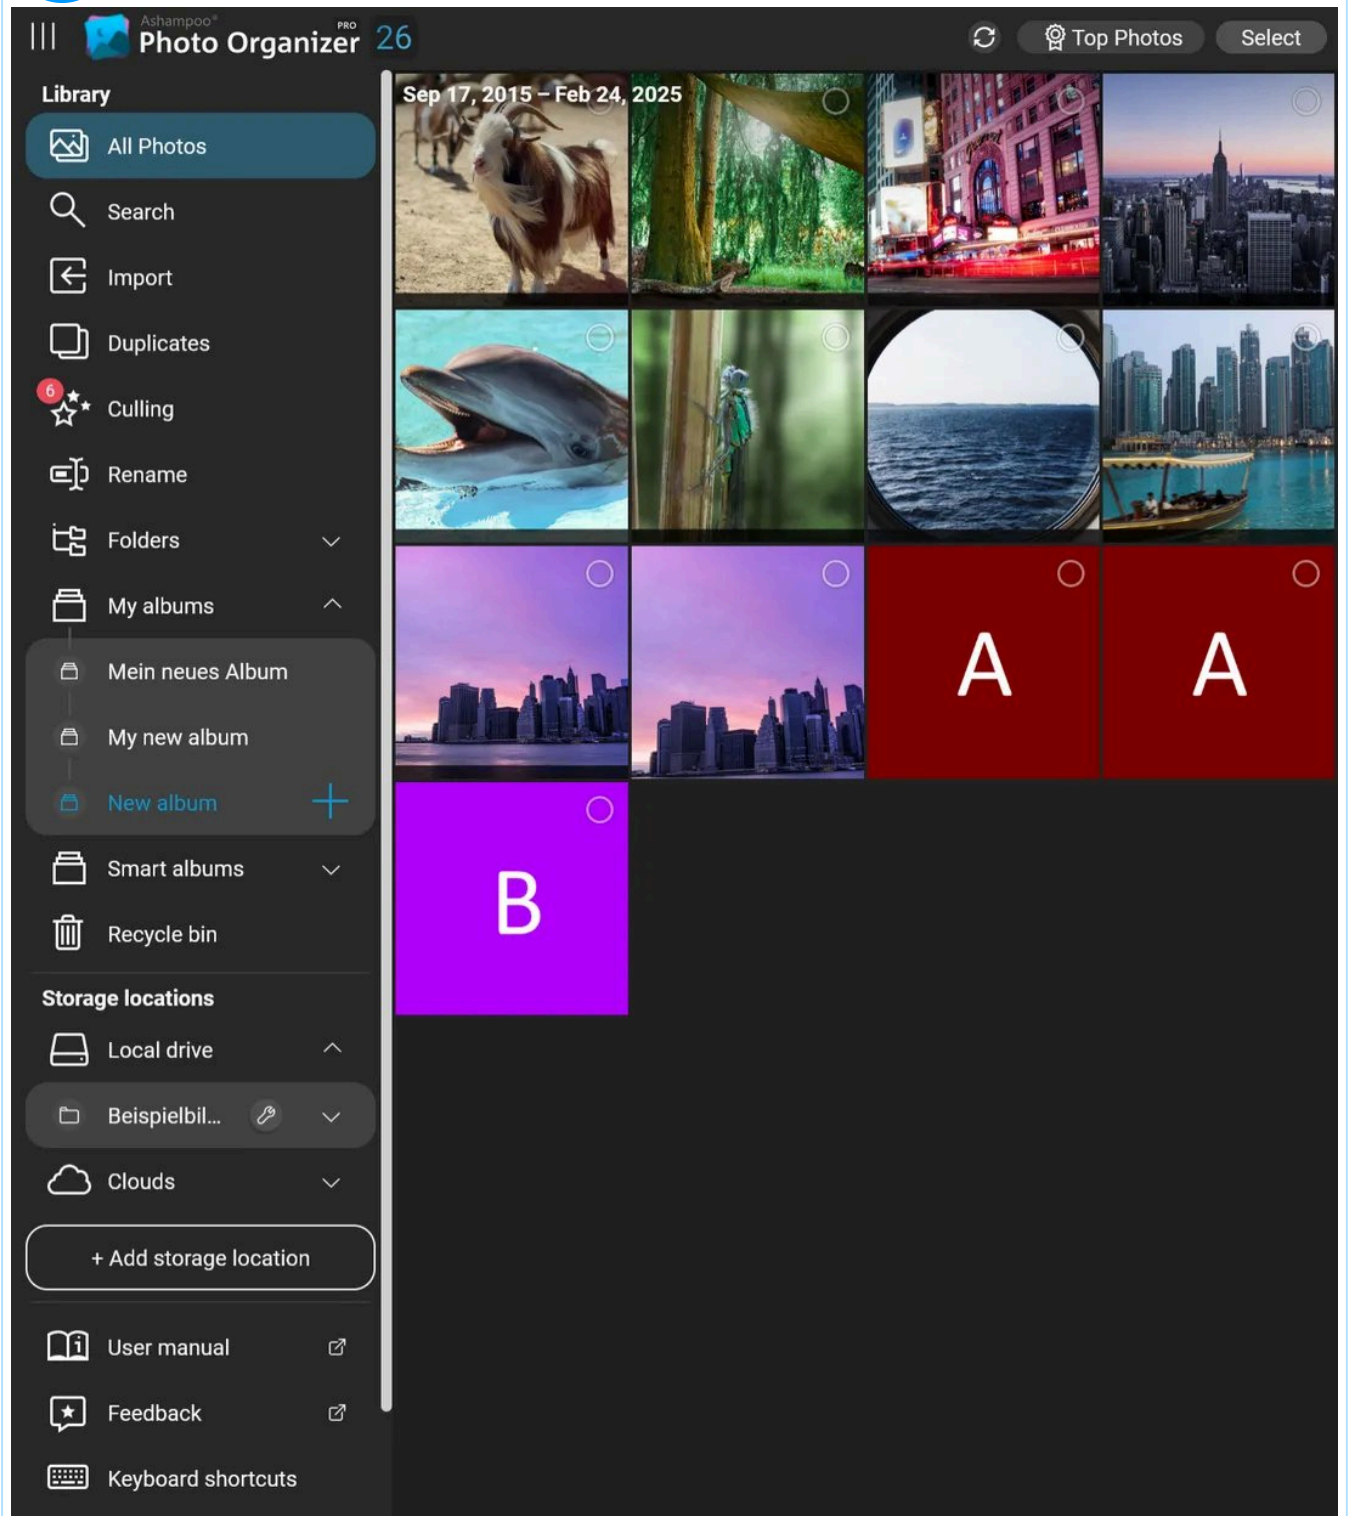 Ashampoo®
Photo Organizer PRO 26
Top Photos
Select
Library
All Photos
Search
Import
Duplicates
6
Culling
Rename
Folders
My albums
Mein neues Album
My new album
New album
Smart albums
Recycle bin
Storage locations
Local drive
Beispielbil...
Clouds
+ Add storage location
User manual
Feedback
Keyboard shortcuts
Sep 17, 2015 – Feb 24, 2025
A
A
B